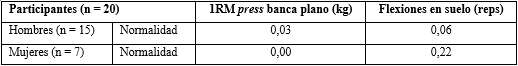 Participantes (n = 20) 1RM press banca plano (kg) Flexiones en suelo (reps)
Hombres (n = 15) Normalidad 0,03 0,06
Mujeres (n = 7) Normalidad 0,00 0,22